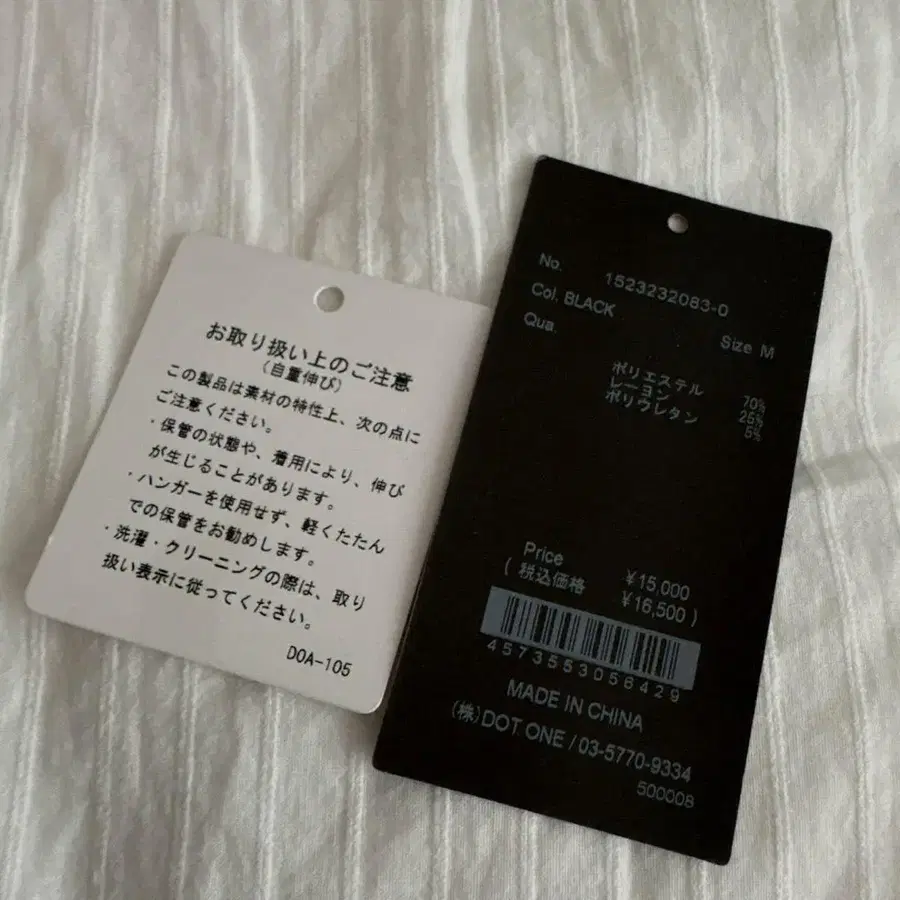 お取り扱い上のご注意
(自重伸び)
この製品は素材の特性上、次の点に
ご注意ください。
・保管の状態や、着用により、伸び
が生じることがあります。
・ハンガーを使用せず、軽くたたん
での保管をお勧めします。
・洗濯・クリーニングの際は、取り
扱い表示に従ってください。
DOA-105
No. 1523232083-0
Col. BLACK Size M
Qua.
ポリエステル 70%
レーヨン 25%
ポリウレタン 5%
Price ¥15,000
( 税込価格 ¥16,500 )
4573553056429
MADE IN CHINA
(株)DOT ONE / 03-5770-9334
500008